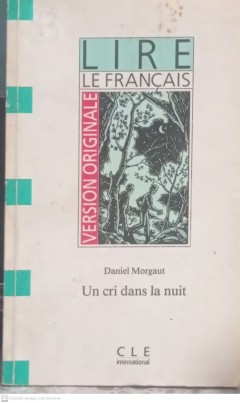 LIRE
LE FRANÇAIS
VERSION ORIGINALE
Daniel Morgaut
Un cri dans la nuit
CLE
international